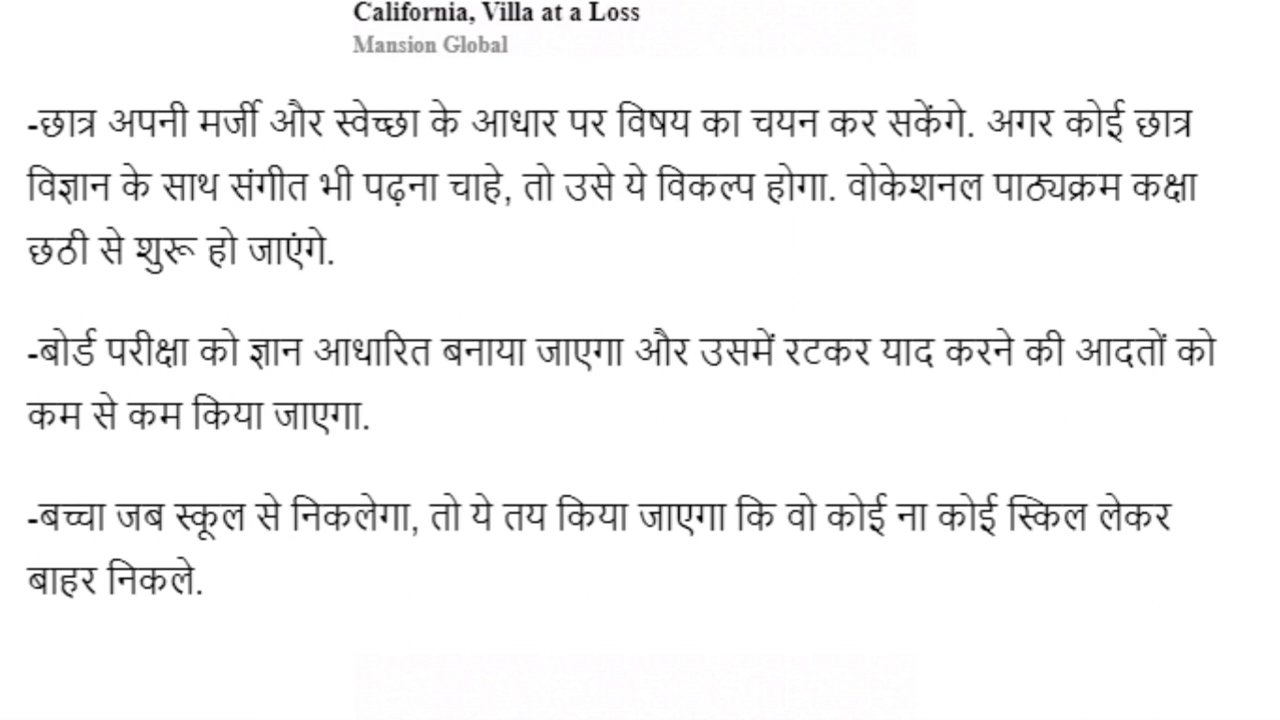 California, Villa at a Loss
Mansion Global
-छात्र अपनी मर्जी और स्वेच्छा के आधार पर विषय का चयन कर सकेंगे. अगर कोई छात्र
विज्ञान के साथ संगीत भी पढ़ना चाहे, तो उसे ये विकल्प होगा. वोकेशनल पाठ्यक्रम कक्षा
छठी से शुरू हो जाएंगे.
-बोर्ड परीक्षा को ज्ञान आधारित बनाया जाएगा और उसमें रटकर याद करने की आदतों को
कम से कम किया जाएगा.
-बच्चा जब स्कूल से निकलेगा, तो ये तय किया जाएगा कि वो कोई ना कोई स्किल लेकर
बाहर निकले.